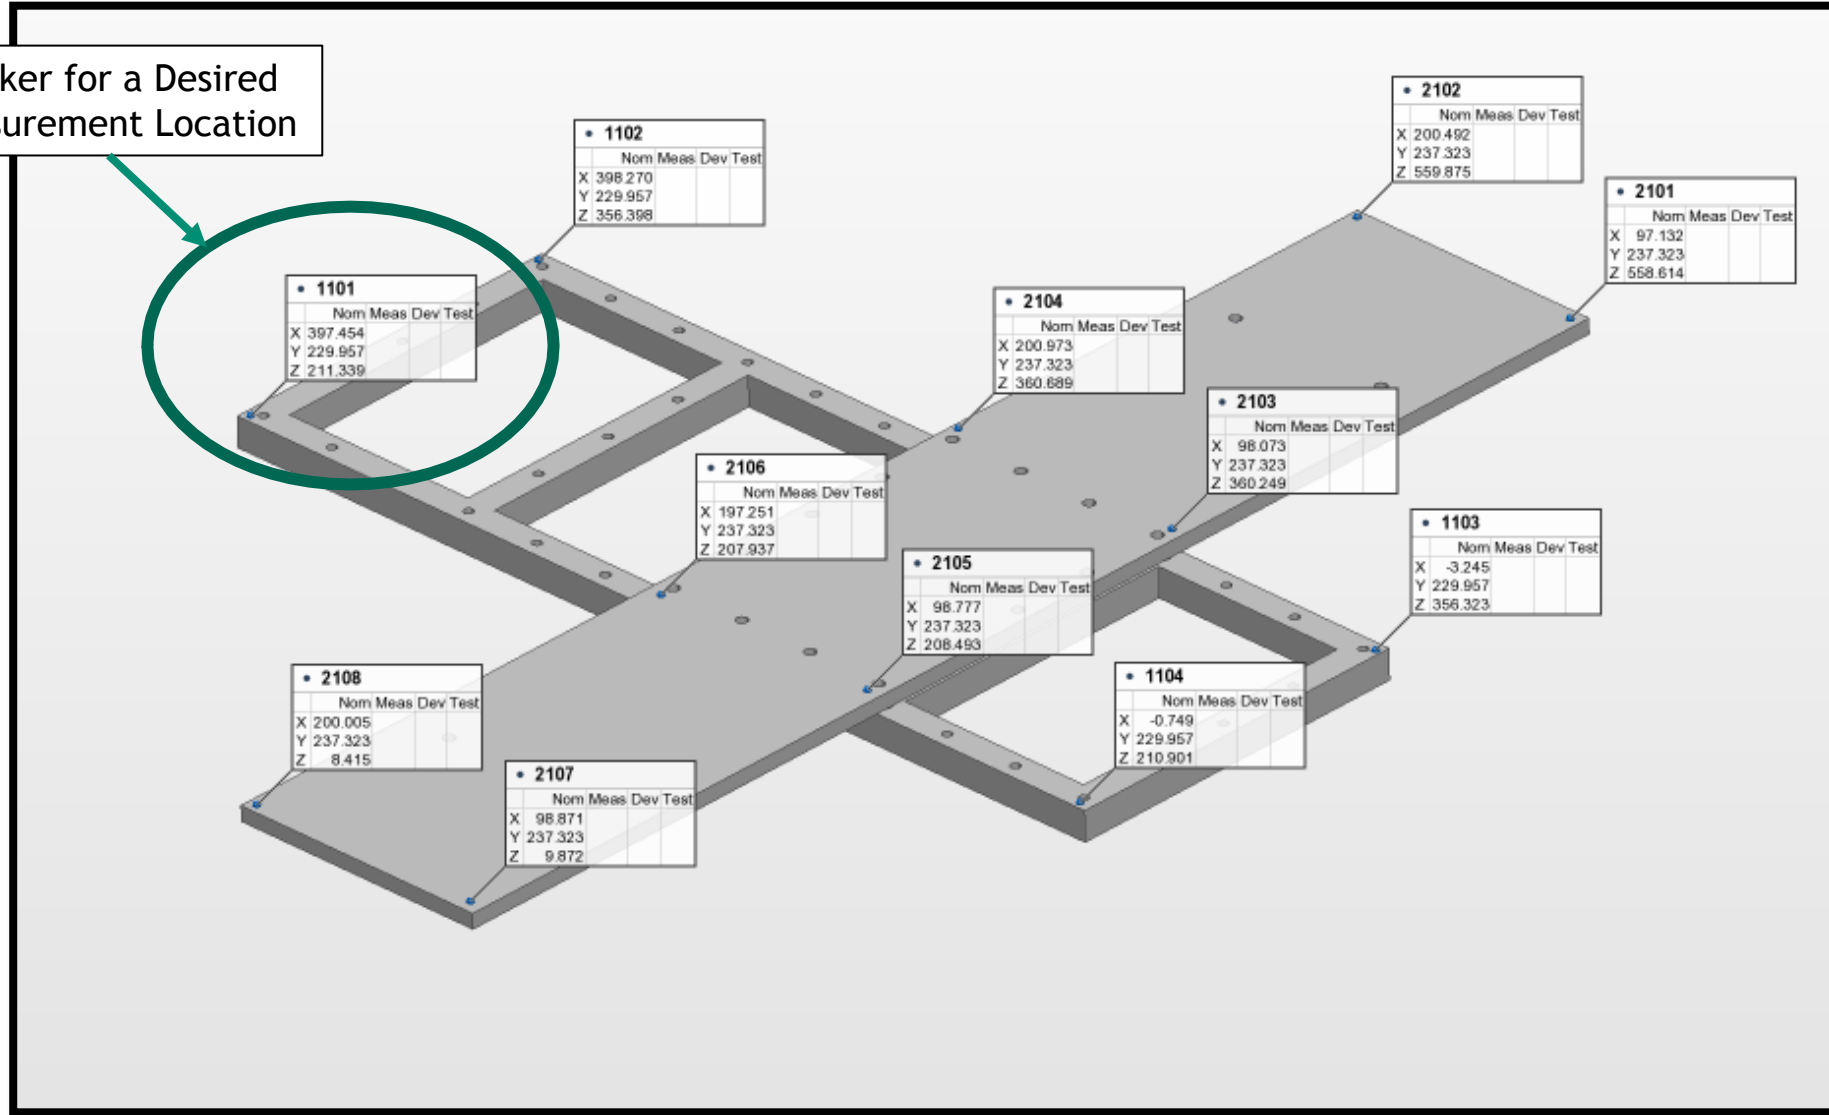 ker for a Desired
surement Location
1102
Nom Meas Dev Test
X 398.270
Y 229.957
Z 356.398
2102
Nom Meas Dev Test
X 200.492
Y 237.323
Z 559.875
2101
Nom Meas Dev Test
X 97.132
Y 237.323
Z 558.614
1101
Nom Meas Dev Test
X 397.454
Y 229.957
Z 211.339
2104
Nom Meas Dev Test
X 200.973
Y 237.323
Z 360.689
2103
Nom Meas Dev Test
X 98.073
Y 237.323
Z 360.249
2106
Nom Meas Dev Test
X 197.251
Y 237.323
Z 207.937
1103
Nom Meas Dev Test
X -3.245
Y 229.957
Z 356.323
2105
Nom Meas Dev Test
X 98.777
Y 237.323
Z 208.493
2108
Nom Meas Dev Test
X 200.005
Y 237.323
Z 8.415
1104
Nom Meas Dev Test
X -0.749
Y 229.957
Z 210.901
2107
Nom Meas Dev Test
X 98.871
Y 237.323
Z 9.872